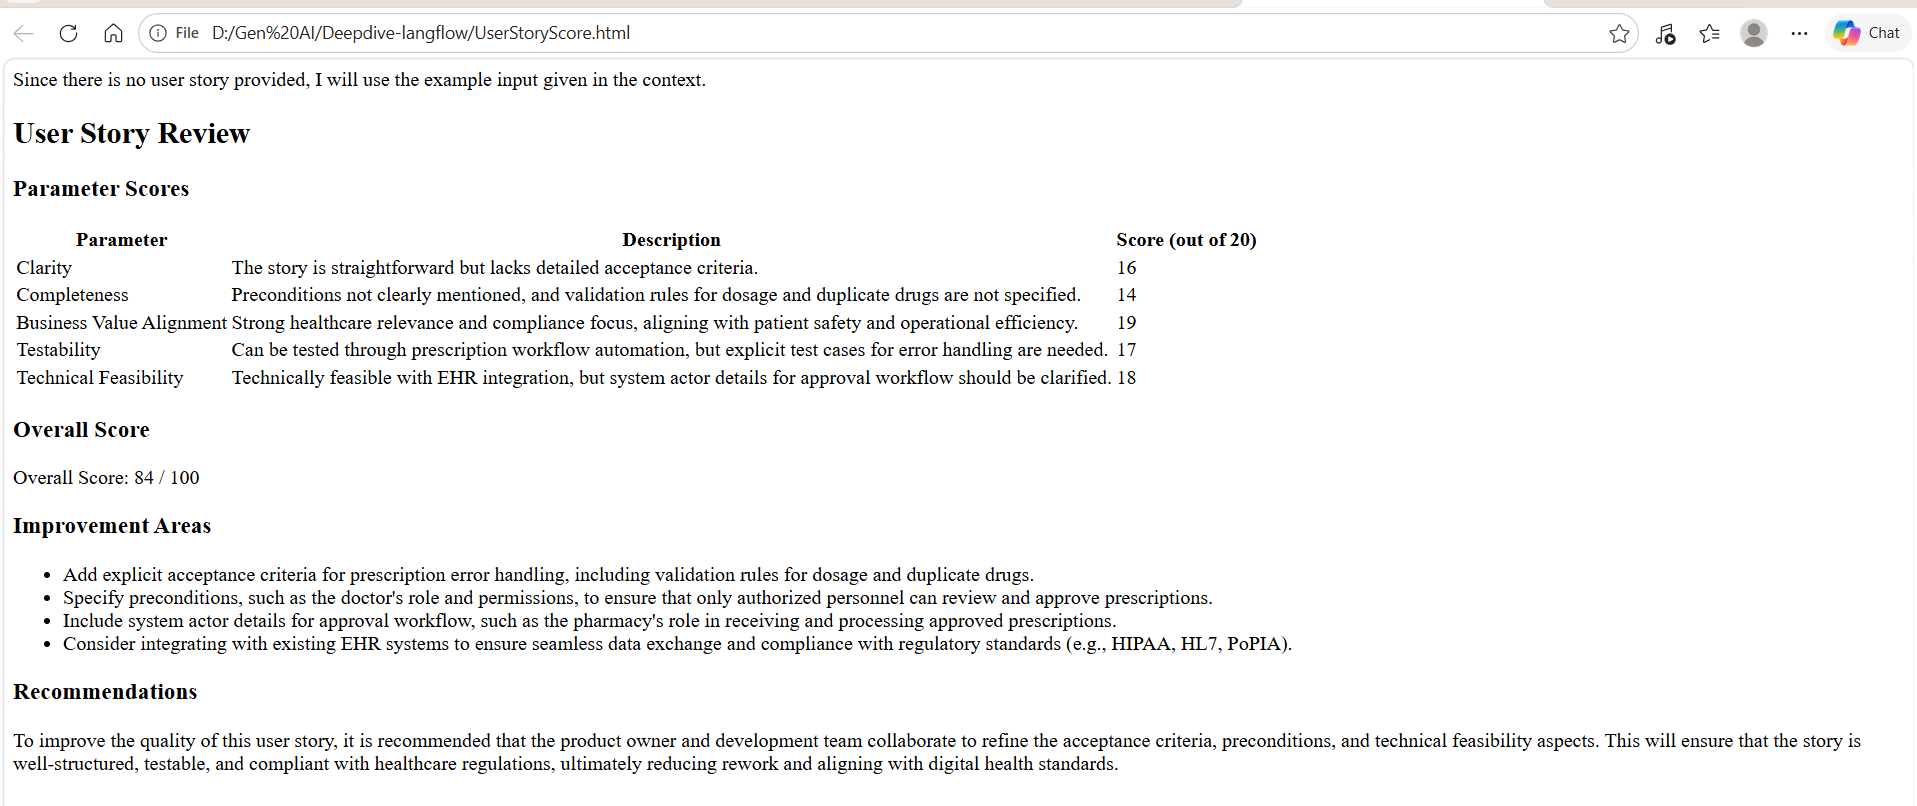 File D:/Gen%20AI/Deepdive-langflow/UserStoryScore.html
Chat
Since there is no user story provided, I will use the example input given in the context.
User Story Review
Parameter Scores
Parameter Description Score (out of 20)
Clarity The story is straightforward but lacks detailed acceptance criteria. 16
Completeness Preconditions not clearly mentioned, and validation rules for dosage and duplicate drugs are not specified. 14
Business Value Alignment Strong healthcare relevance and compliance focus, aligning with patient safety and operational efficiency. 19
Testability Can be tested through prescription workflow automation, but explicit test cases for error handling are needed. 17
Technical Feasibility Technically feasible with EHR integration, but system actor details for approval workflow should be clarified. 18
Overall Score
Overall Score: 84 / 100
Improvement Areas
• Add explicit acceptance criteria for prescription error handling, including validation rules for dosage and duplicate drugs.
• Specify preconditions, such as the doctor's role and permissions, to ensure that only authorized personnel can review and approve prescriptions.
• Include system actor details for approval workflow, such as the pharmacy's role in receiving and processing approved prescriptions.
• Consider integrating with existing EHR systems to ensure seamless data exchange and compliance with regulatory standards (e.g., HIPAA, HL7, PoPIA).
Recommendations
To improve the quality of this user story, it is recommended that the product owner and development team collaborate to refine the acceptance criteria, preconditions, and technical feasibility aspects. This will ensure that the story is
well-structured, testable, and compliant with healthcare regulations, ultimately reducing rework and aligning with digital health standards.